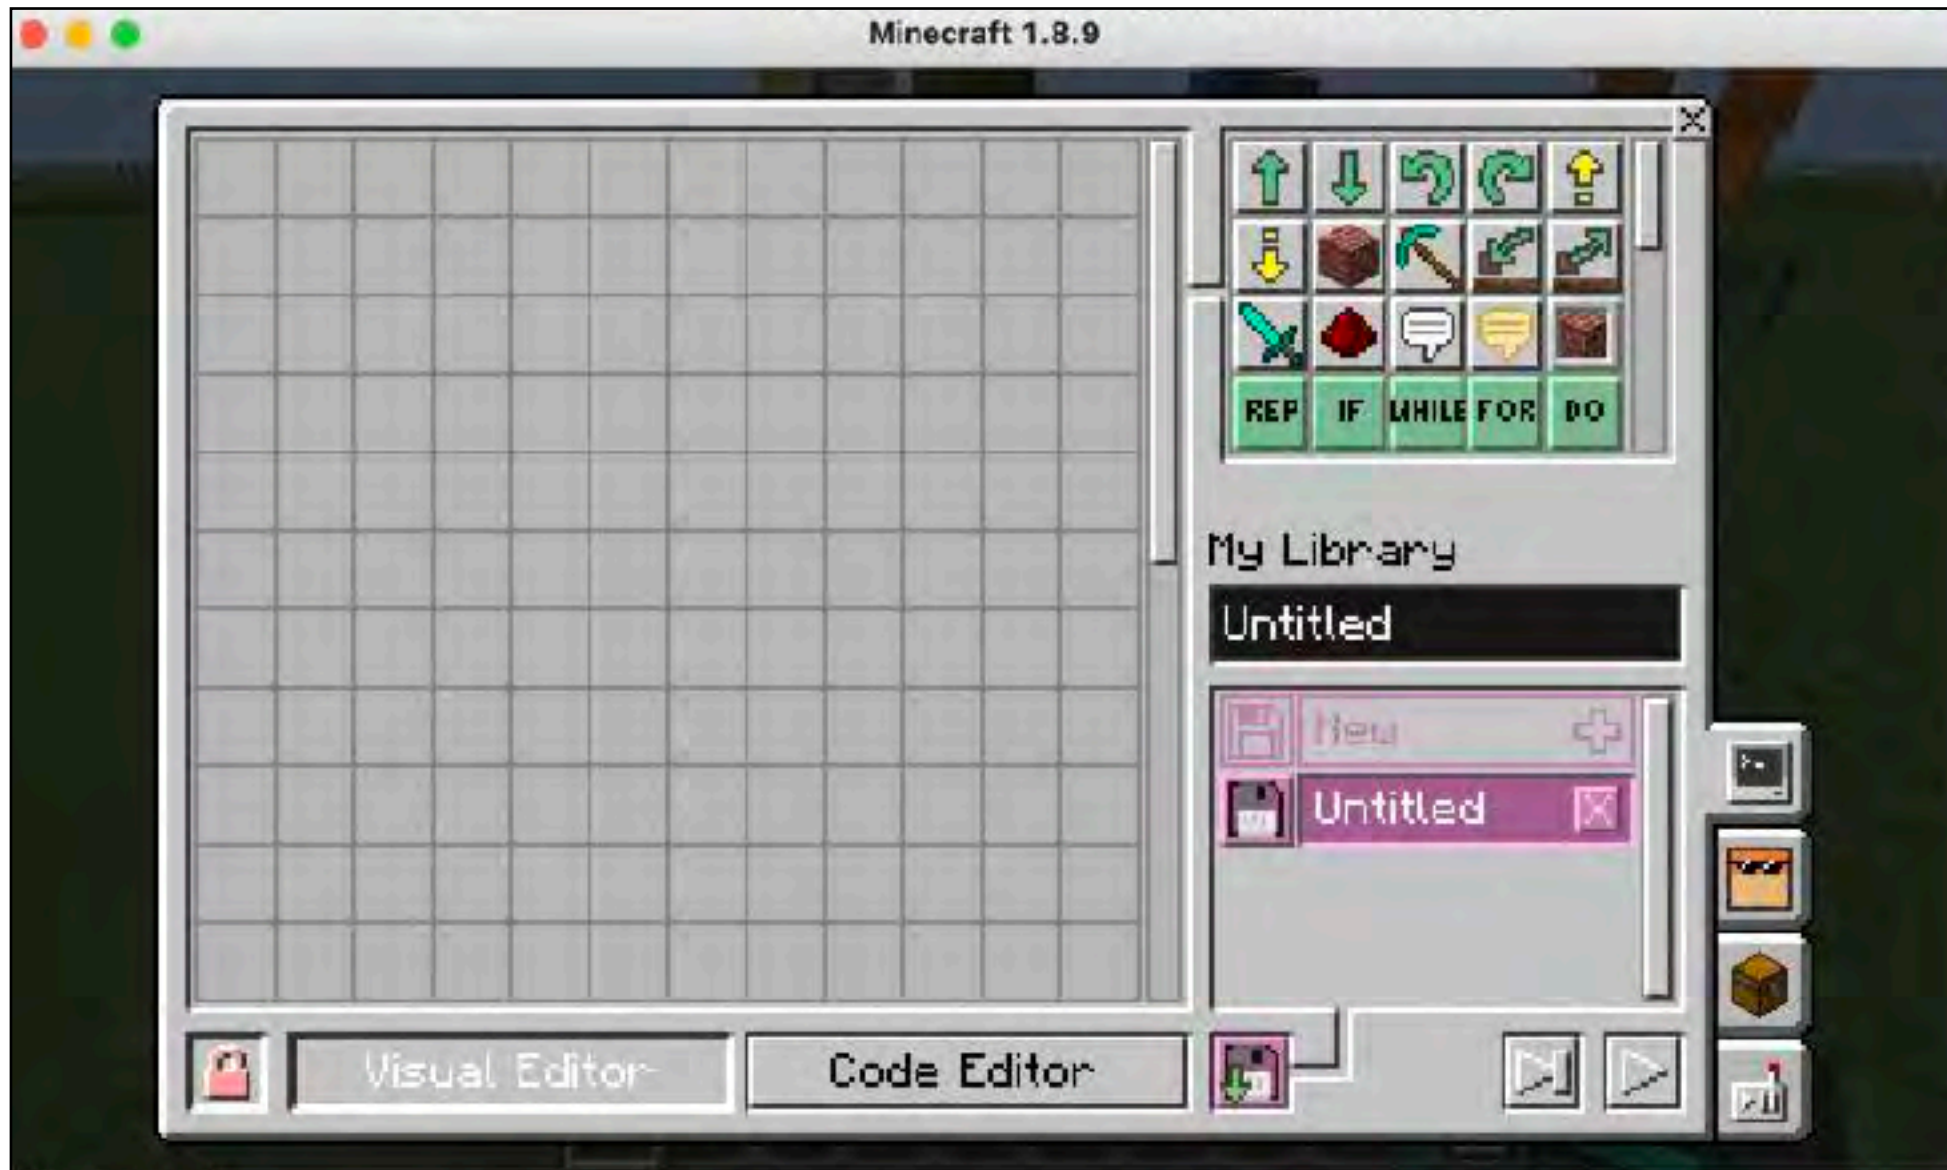 Minecraft 1.8.9
REP IF WHILE FOR DO
My Library
Untitled
New
Untitled
Visual Editor
Code Editor